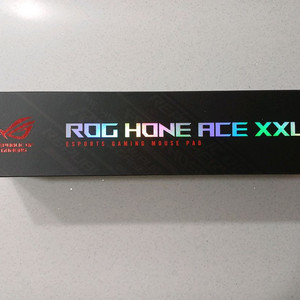 ROG HONE ACE XXL
ESPORTS GAMING MOUSE PAD